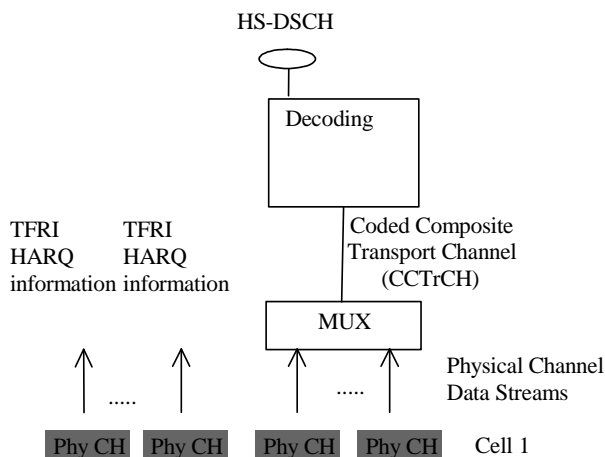 HS-DSCH
Decoding
TFRI
HARQ
information
TFRI
HARQ
information
Coded Composite
Transport Channel
(CCTrCH)
MUX
Physical Channel
Data Streams
.....
.....
Phy CH
Phy CH
Phy CH
Phy CH
Cell 1